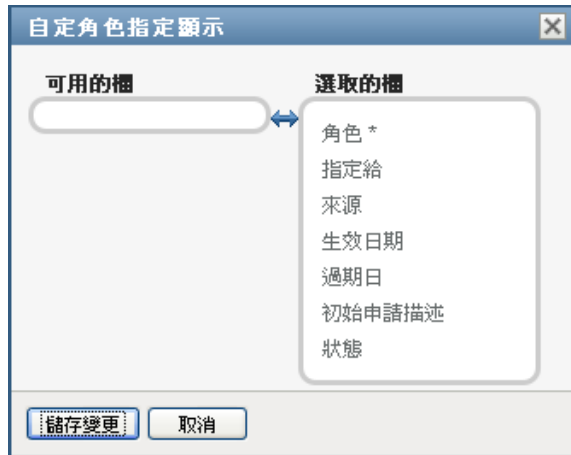 自定角色指定顯示
可用的欄
選取的欄
角色 *
指定給
來源
生效日期
過期日
初始申請描述
狀態
儲存變更
取消